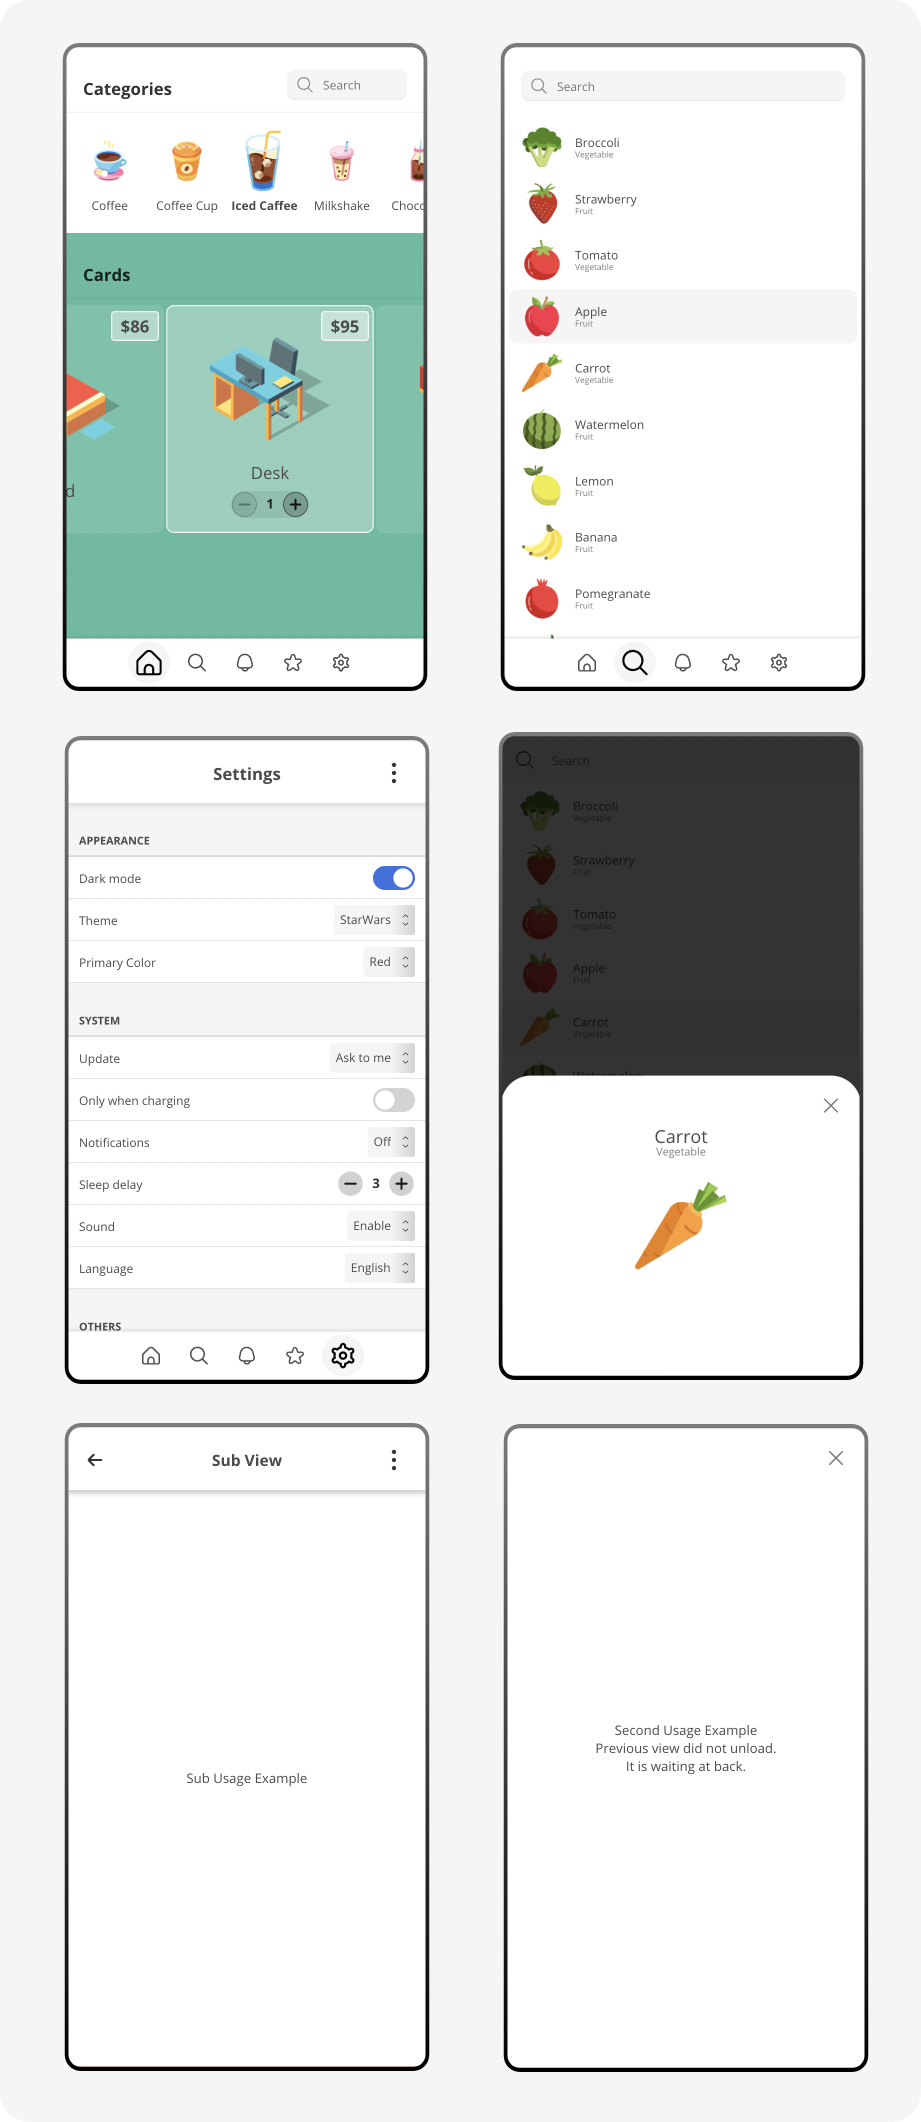 Categories
Search
Coffee
Coffee Cup
Iced Caffee
Milkshake
Choco
Cards
$86
$95
d
Desk
1
Search
Broccoli
Vegetable
Strawberry
Fruit
Tomato
Vegetable
Apple
Fruit
Carrot
Vegetable
Watermelon
Fruit
Lemon
Fruit
Banana
Fruit
Pomegranate
Fruit
Settings
APPEARANCE
Dark mode
Theme
StarWars
Primary Color
Red
SYSTEM
Update
Ask to me
Only when charging
Notifications
Off
Sleep delay
3
Sound
Enable
Language
English
OTHERS
Search
Broccoli
Vegetable
Strawberry
Fruit
Tomato
Vegetable
Apple
Fruit
Carrot
Vegetable
Watermelon
Carrot
Vegetable
Sub View
Sub Usage Example
Second Usage Example
Previous view did not unload.
It is waiting at back.